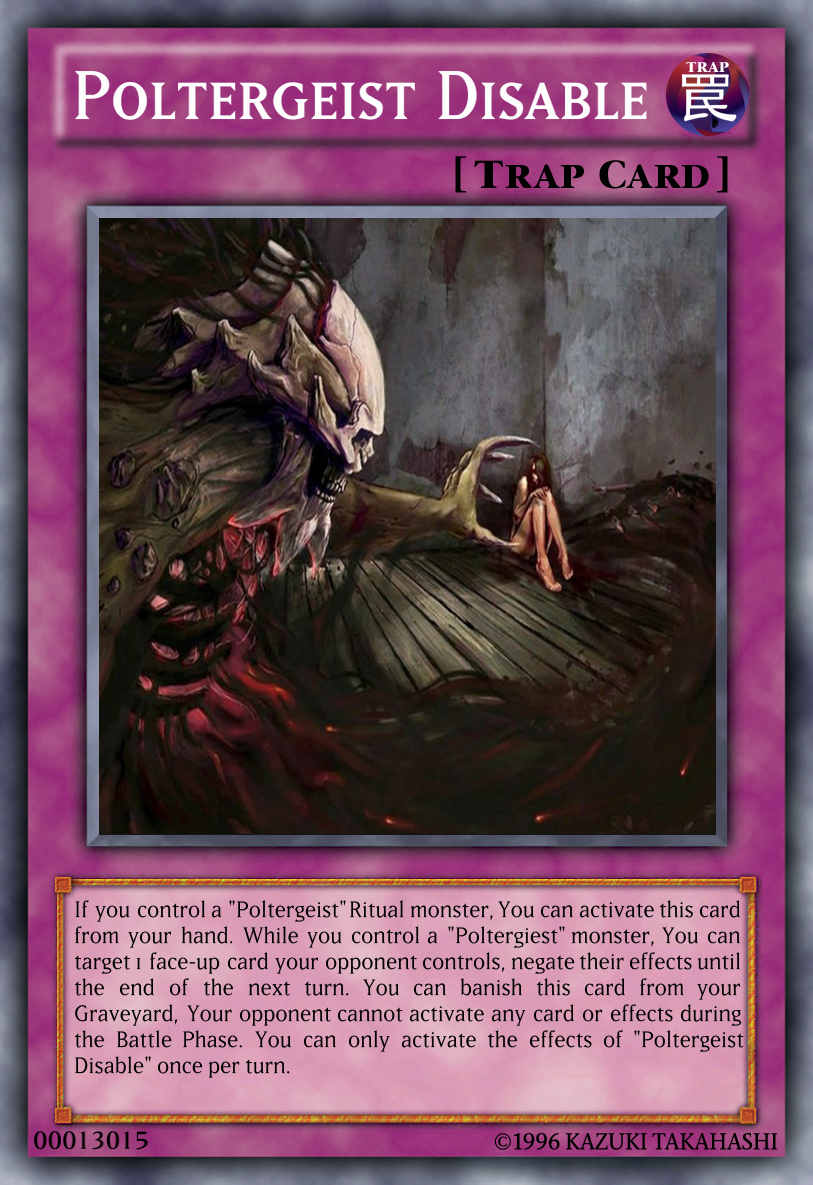 Poltergeist Disable
TRAP
罠
[Trap Card]
If you control a "Poltergeist" Ritual monster, You can activate this card
from your hand. While you control a "Poltergiest" monster, You can
target 1 face-up card your opponent controls, negate their effects until
the end of the next turn. You can banish this card from your
Graveyard, Your opponent cannot activate any card or effects during
the Battle Phase. You can only activate the effects of "Poltergeist
Disable" once per turn.
00013015
©1996 KAZUKI TAKAHASHI